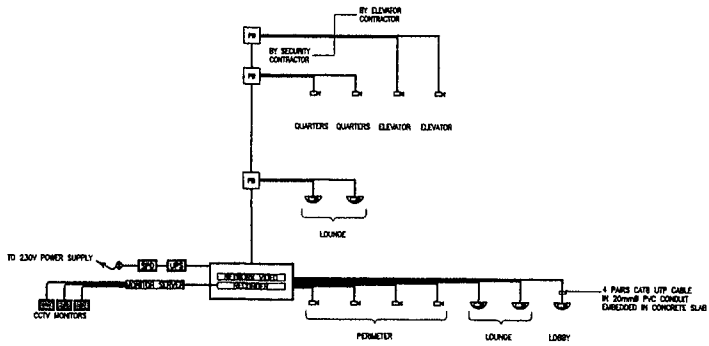 BY ELEVATOR
CONTRACTOR
PB
BY SECURITY
CONTRACTOR
PB
QUARTERS QUARTERS ELEVATOR ELEVATOR
PB
LOUNGE
TO 230V POWER SUPPLY
SPD
UPS
NETWORK VIDEO
RECORDER
MONITOR SERVER
CCTV MONITORS
PERIMETER
LOUNGE
LOBBY
4 PAIRS CAT6 UTP CABLE
IN 20mmØ PVC CONDUIT
EMBEDDED IN CONCRETE SLAB